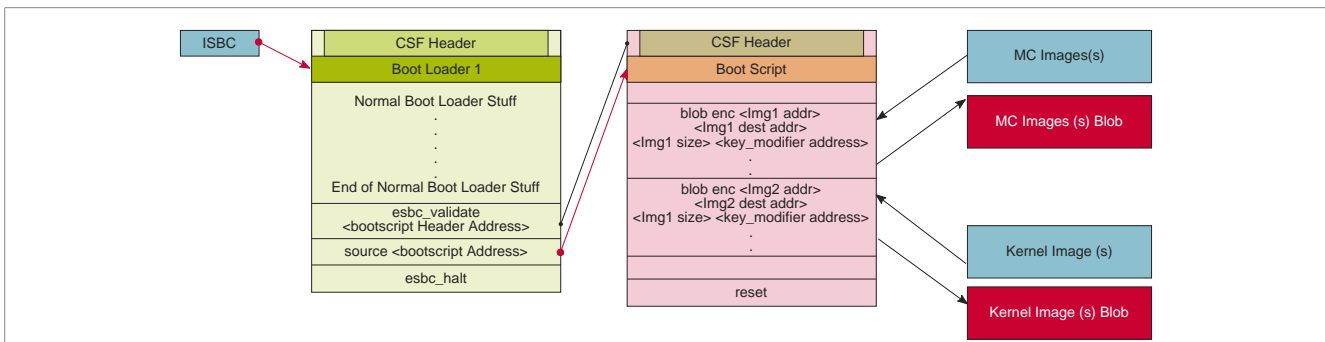 ISBC
CSF Header
Boot Loader 1
Normal Boot Loader Stuff
.
.
.
.
End of Normal Boot Loader Stuff
esbc_validate
<bootscript Header Address>
source <bootscript Address>
esbc_halt
CSF Header
Boot Script
blob enc <Img1 addr>
<Img1 dest addr>
<Img1 size> <key_modifier address>
.
.
blob enc <Img2 addr>
<Img2 dest addr>
<Img1 size> <key_modifier address>
.
.
reset
MC Images(s)
MC Images (s) Blob
Kernel Image (s)
Kernel Image (s) Blob